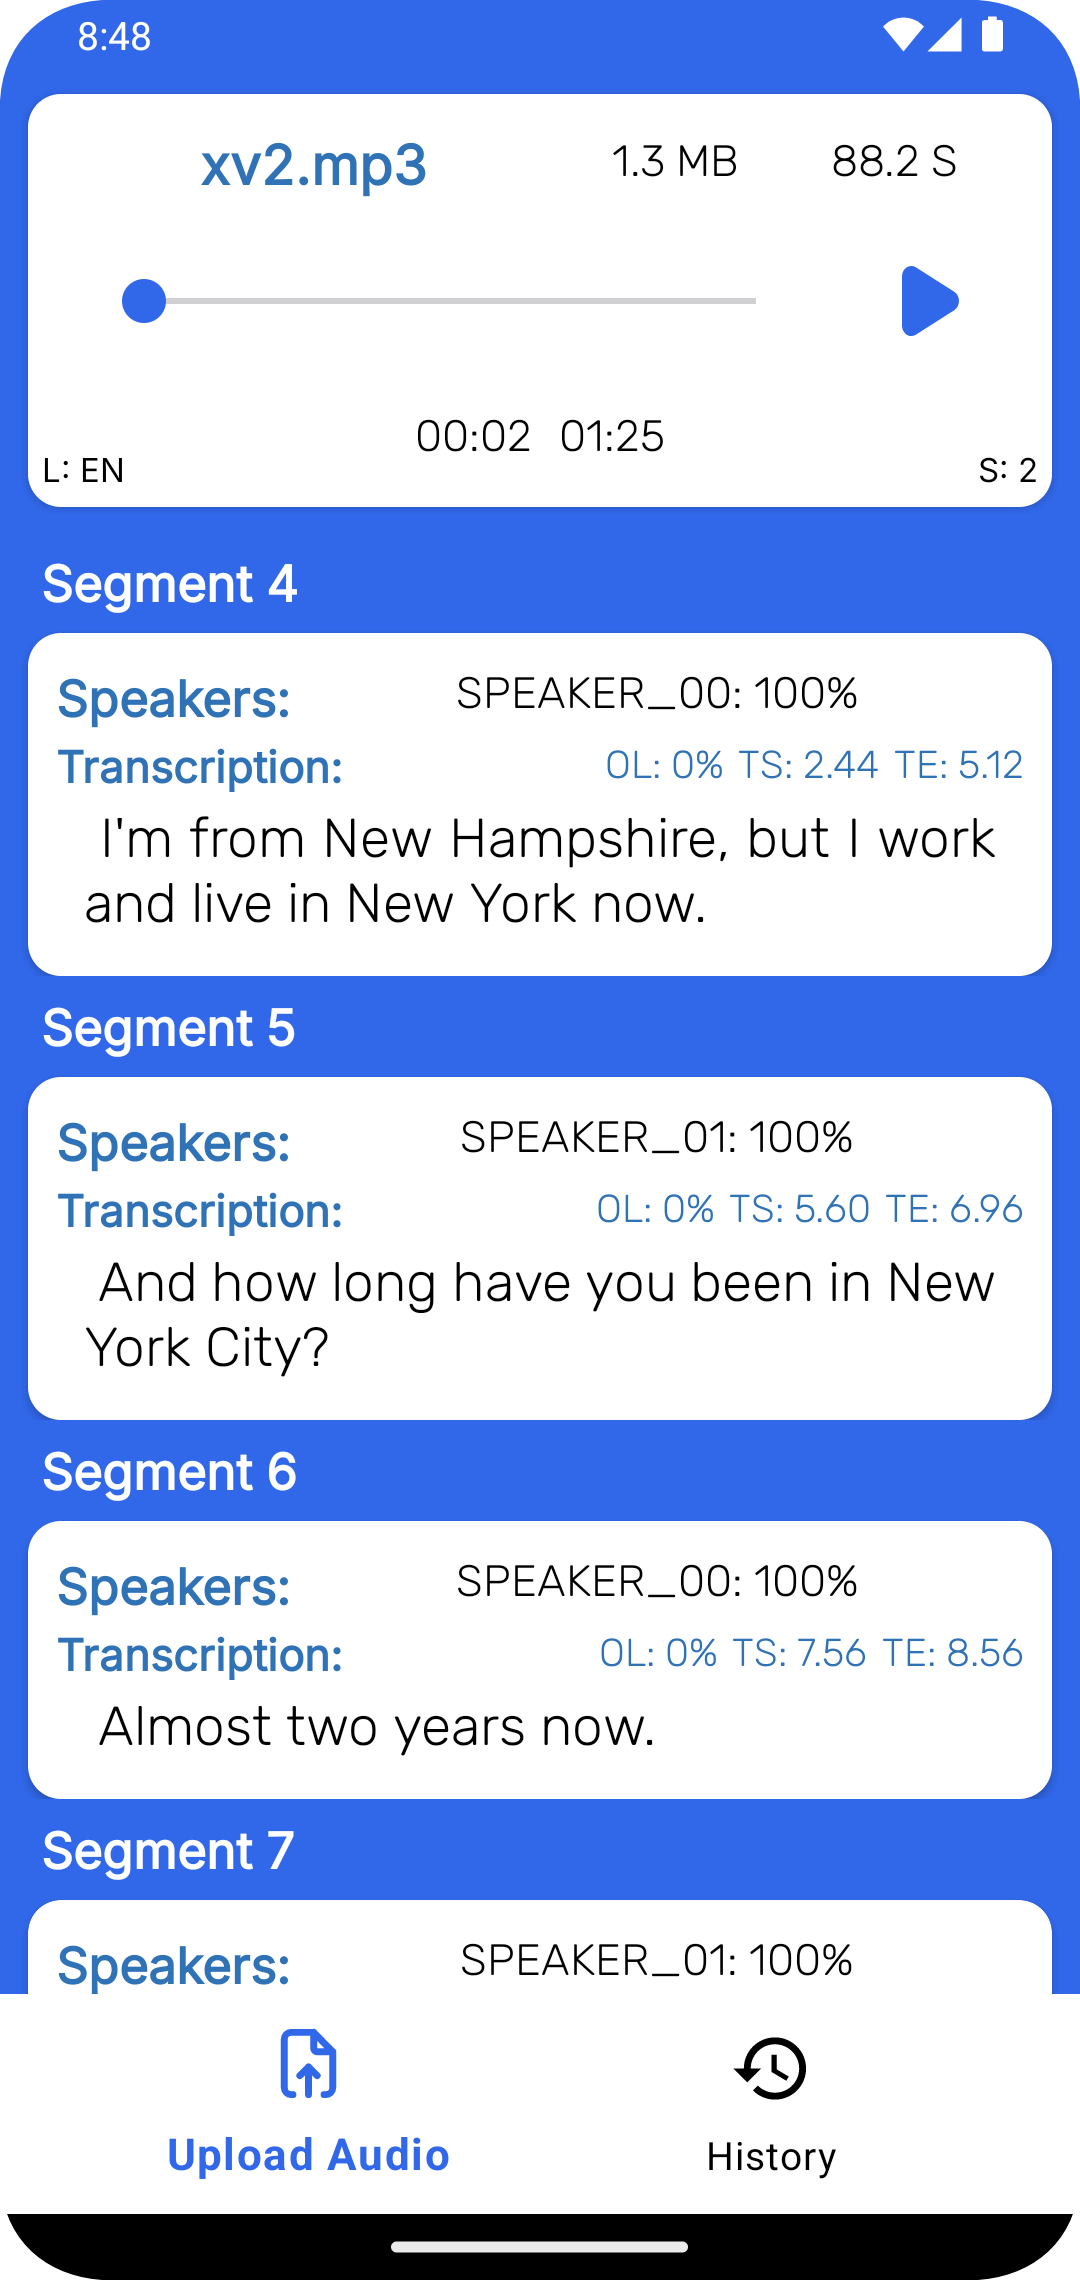 8:48
xv2.mp3 1.3 MB 88.2 S
00:02 01:25
L: EN S: 2
Segment 4
Speakers: SPEAKER_00: 100%
Transcription: OL: 0% TS: 2.44 TE: 5.12
I'm from New Hampshire, but I work
and live in New York now.
Segment 5
Speakers: SPEAKER_01: 100%
Transcription: OL: 0% TS: 5.60 TE: 6.96
And how long have you been in New
York City?
Segment 6
Speakers: SPEAKER_00: 100%
Transcription: OL: 0% TS: 7.56 TE: 8.56
Almost two years now.
Segment 7
Speakers: SPEAKER_01: 100%
Upload Audio History